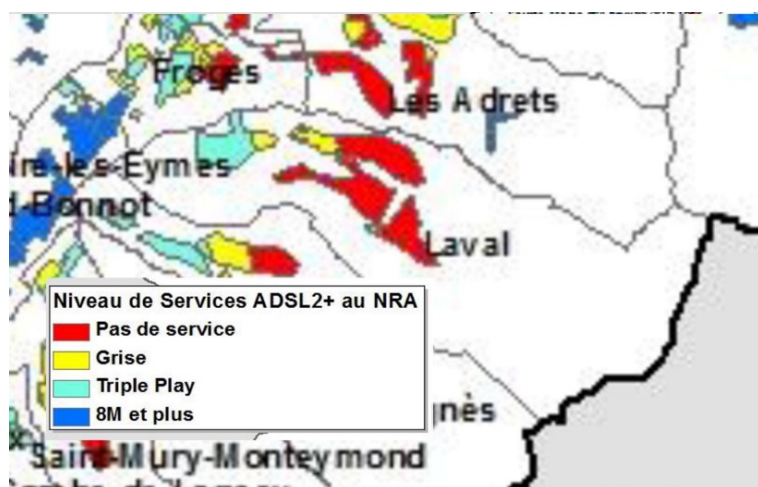 Froges
Les Adrets
ire-les-Eymes
d-Bonnot
Laval
Niveau de Services ADSL2+ au NRA
Pas de service
Grise
Triple Play
8M et plus
nès
x
Saint-Mury-Monteymond